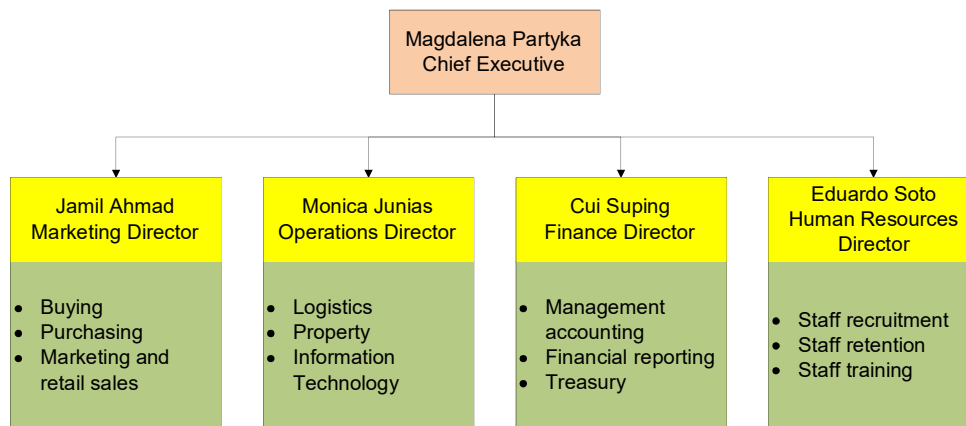 Magdalena Partyka
Chief Executive
Jamil Ahmad
Marketing Director
• Buying
• Purchasing
• Marketing and
retail sales
Monica Junias
Operations Director
• Logistics
• Property
• Information
Technology
Cui Suping
Finance Director
• Management
accounting
• Financial reporting
• Treasury
Eduardo Soto
Human Resources
Director
• Staff recruitment
• Staff retention
• Staff training